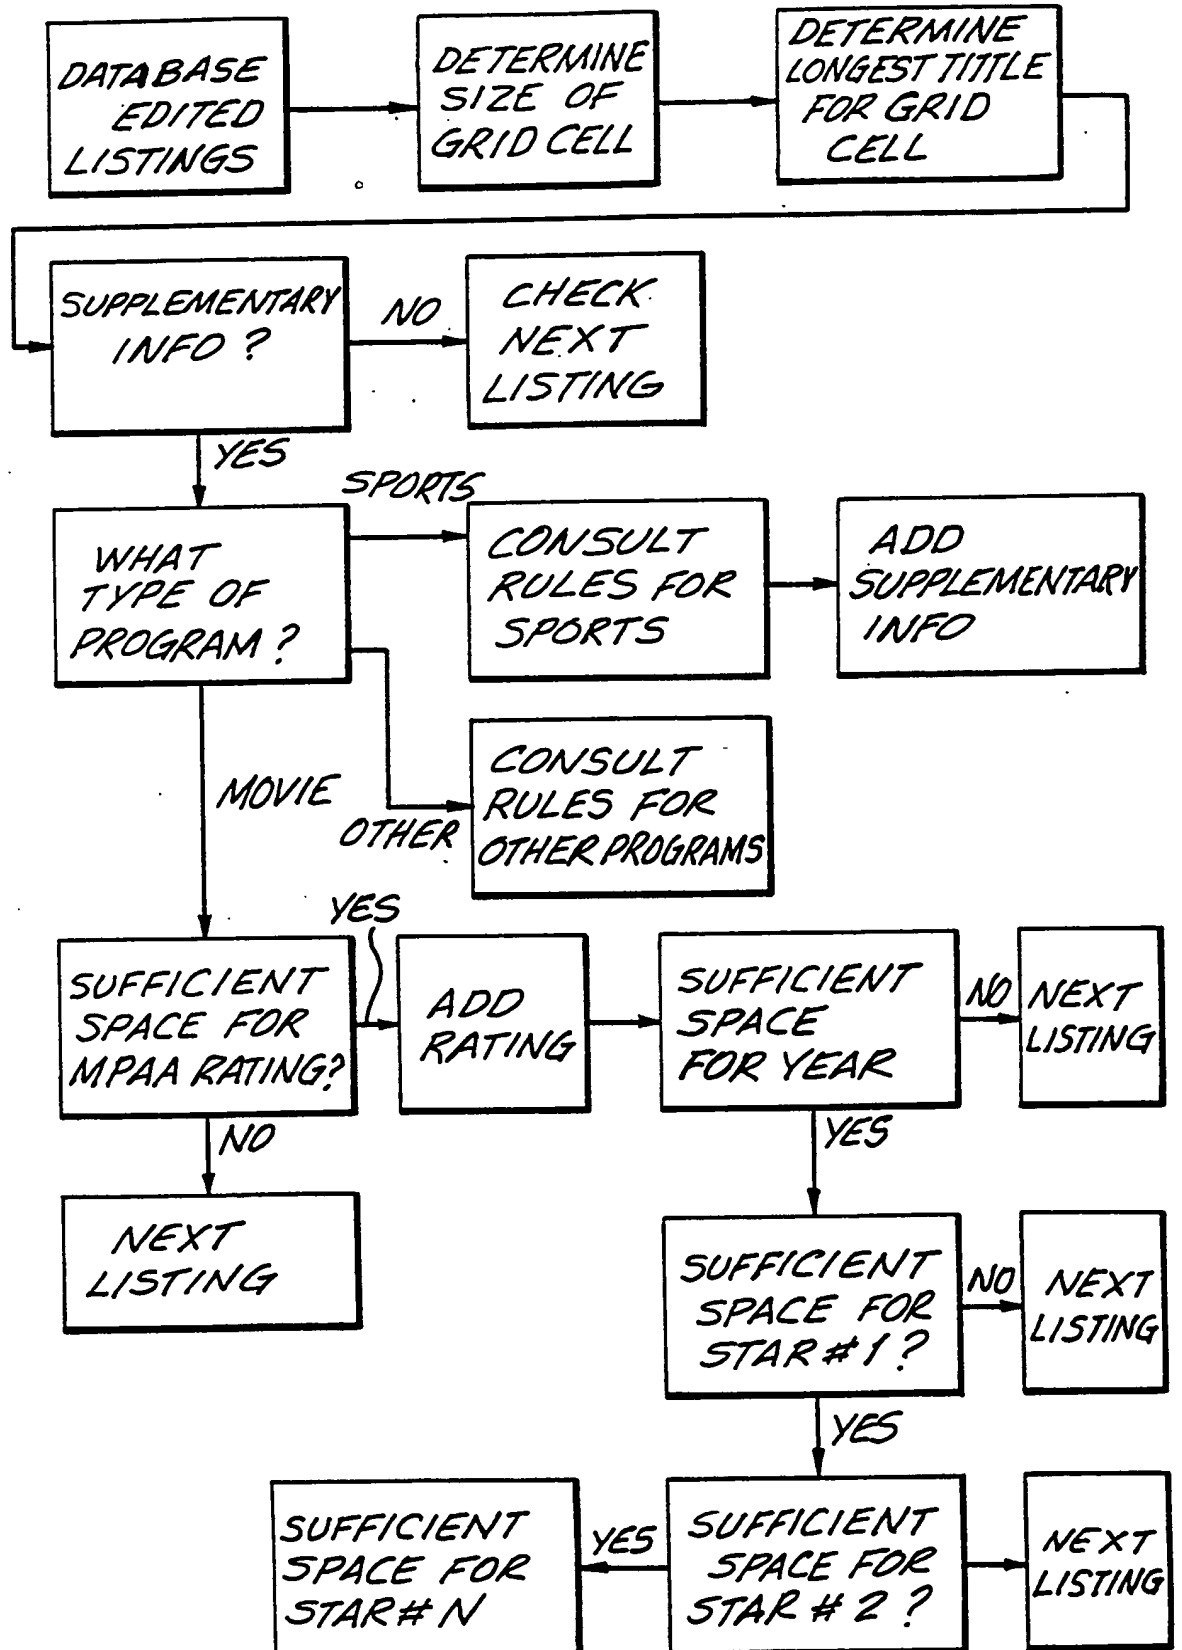 DATABASE
EDITED
LISTINGS
DETERMINE
SIZE OF
GRID CELL
DETERMINE
LONGEST TITTLE
FOR GRID
CELL
SUPPLEMENTARY
INFO?
NO
CHECK
NEXT
LISTING
YES
WHAT
TYPE OF
PROGRAM?
SPORTS
CONSULT
RULES FOR
SPORTS
ADD
SUPPLEMENTARY
INFO
OTHER
CONSULT
RULES FOR
OTHER PROGRAMS
MOVIE
SUFFICIENT
SPACE FOR
MPAA RATING?
YES
ADD
RATING
SUFFICIENT
SPACE
FOR YEAR
NO
NEXT
LISTING
NO
NEXT
LISTING
YES
SUFFICIENT
SPACE FOR
STAR #1?
NO
NEXT
LISTING
YES
SUFFICIENT
SPACE FOR
STAR #2?
NEXT
LISTING
YES
SUFFICIENT
SPACE FOR
STAR# N